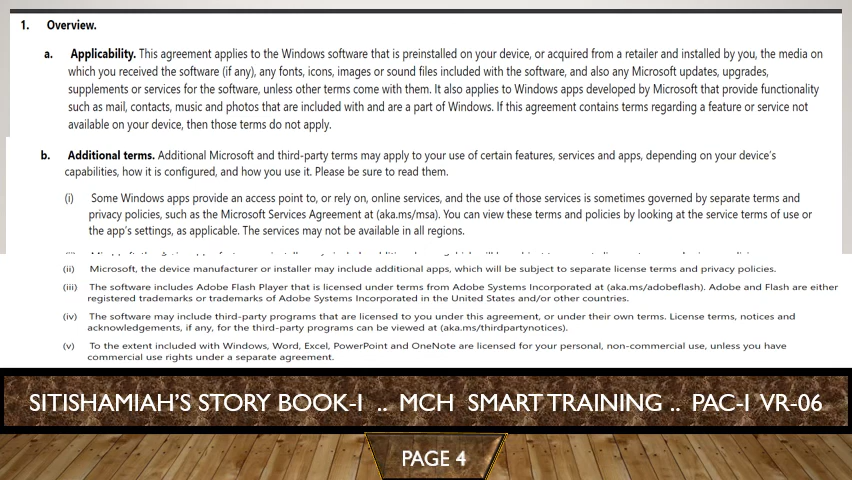 1. Overview.
a. Applicability. This agreement applies to the Windows software that is preinstalled on your device, or acquired from a retailer and installed by you, the media on
which you received the software (if any), any fonts, icons, images or sound files included with the software, and also any Microsoft updates, upgrades,
supplements or services for the software, unless other terms come with them. It also applies to Windows apps developed by Microsoft that provide functionality
such as mail, contacts, music and photos that are included with and are a part of Windows. If this agreement contains terms regarding a feature or service not
available on your device, then those terms do not apply.
b. Additional terms. Additional Microsoft and third-party terms may apply to your use of certain features, services and apps, depending on your device's
capabilities, how it is configured, and how you use it. Please be sure to read them.
(i) Some Windows apps provide an access point to, or rely on, online services, and the use of those services is sometimes governed by separate terms and
privacy policies, such as the Microsoft Services Agreement at (aka.ms/msa). You can view these terms and policies by looking at the service terms of use or
the app's settings, as applicable. The services may not be available in all regions.
(ii) Microsoft, the device manufacturer or installer may include additional apps, which will be subject to separate license terms and privacy policies.
(iii) The software includes Adobe Flash Player that is licensed under terms from Adobe Systems Incorporated at (aka.ms/adobeflash). Adobe and Flash are either
registered trademarks or trademarks of Adobe Systems Incorporated in the United States and/or other countries.
(iv) The software may include third-party programs that are licensed to you under this agreement, or under their own terms. License terms, notices and
acknowledgements, if any, for the third-party programs can be viewed at (aka.ms/thirdpartynotices).
(v) To the extent included with Windows, Word, Excel, PowerPoint and OneNote are licensed for your personal, non-commercial use, unless you have
commercial use rights under a separate agreement.
SITISHAMIAH'S STORY BOOK-I .. MCH SMART TRAINING .. PAC-I VR-06
PAGE 4